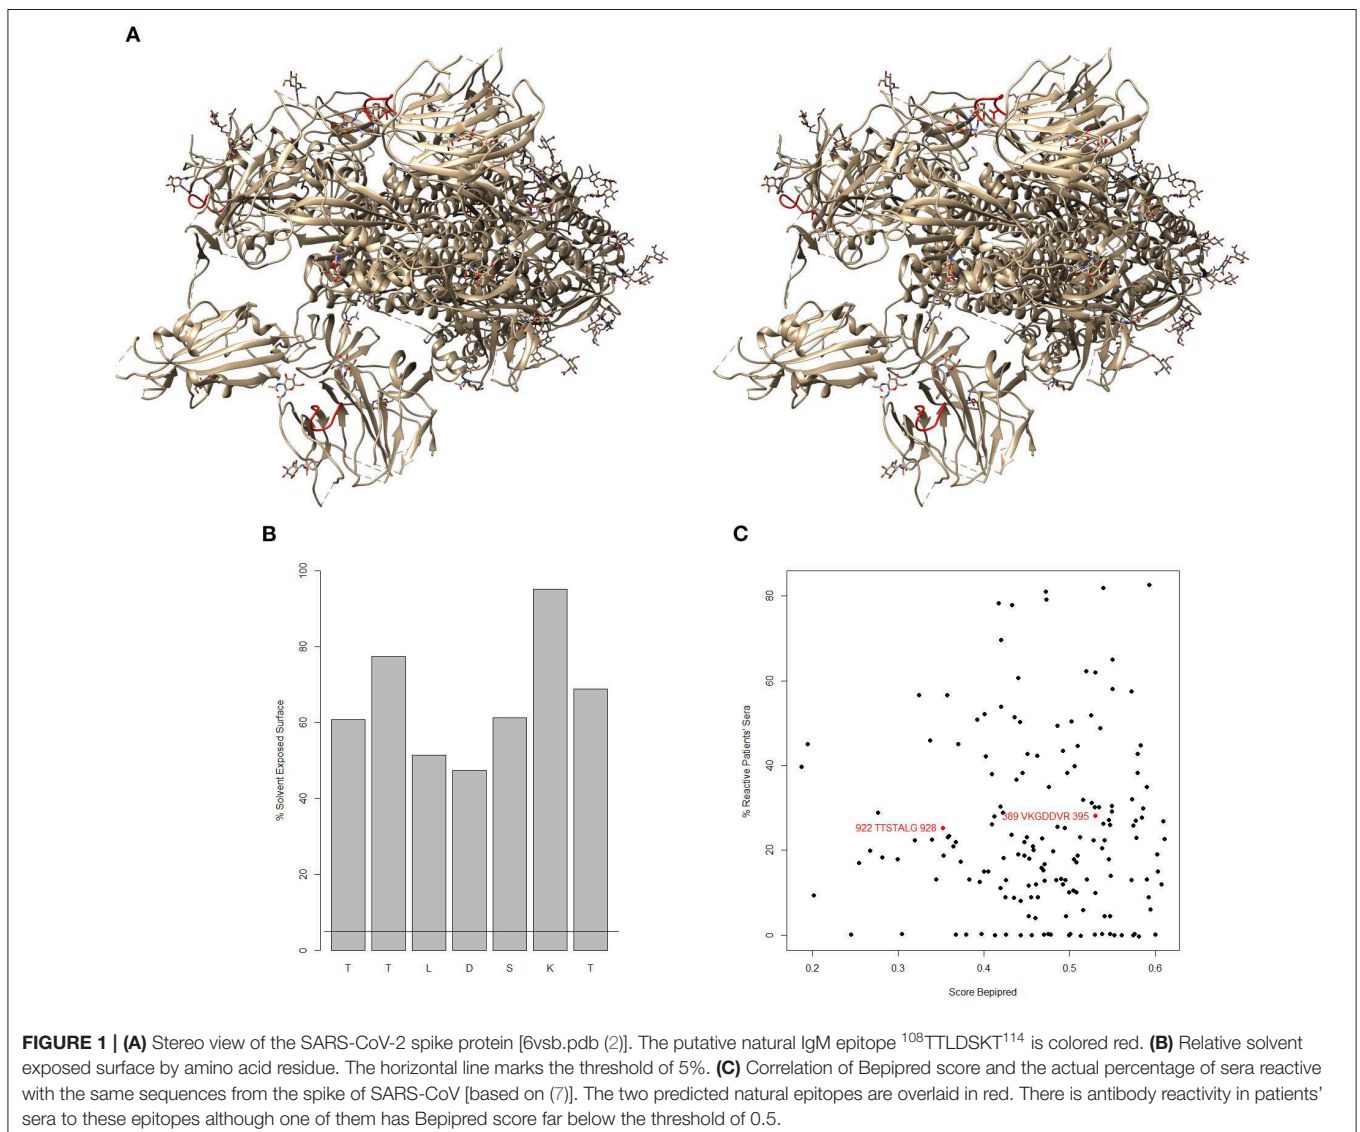 A
B
C
% Solvent Exposed Surface
100
80
60
40
20
0
T T L D S K T
% Reactive Patients' Sera
80
60
40
20
0
922 TTSTALG 928
389 VKGDDVR 395
0.2 0.3 0.4 0.5 0.6
Score Bepipred
FIGURE 1 | (A) Stereo view of the SARS-CoV-2 spike protein [6vsb.pdb (2)]. The putative natural IgM epitope ¹⁰⁸TTLDSKT¹¹⁴ is colored red. (B) Relative solvent
exposed surface by amino acid residue. The horizontal line marks the threshold of 5%. (C) Correlation of Bepipred score and the actual percentage of sera reactive
with the same sequences from the spike of SARS-CoV [based on (7)]. The two predicted natural epitopes are overlaid in red. There is antibody reactivity in patients'
sera to these epitopes although one of them has Bepipred score far below the threshold of 0.5.